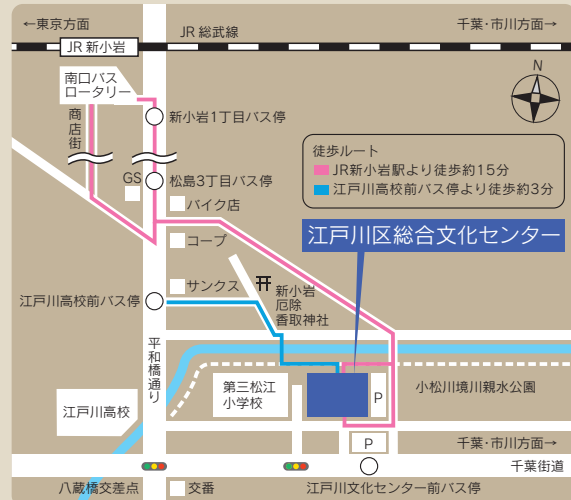 ←東京方面
千葉・市川方面→
JR 総武線
JR 新小岩
N
南口バス
ロータリー
商店街
新小岩1丁目バス停
徒歩ルート
JR新小岩駅より徒歩約15分
江戸川高校前バス停より徒歩約3分
GS
松島3丁目バス停
バイク店
コープ
江戸川区総合文化センター
サンクス
新小岩
厄除
香取神社
江戸川高校前バス停
平和橋通り
第三松江
小学校
P
小松川境川親水公園
江戸川高校
P
千葉・市川方面→
千葉街道
八蔵橋交差点
交番
江戸川文化センター前バス停